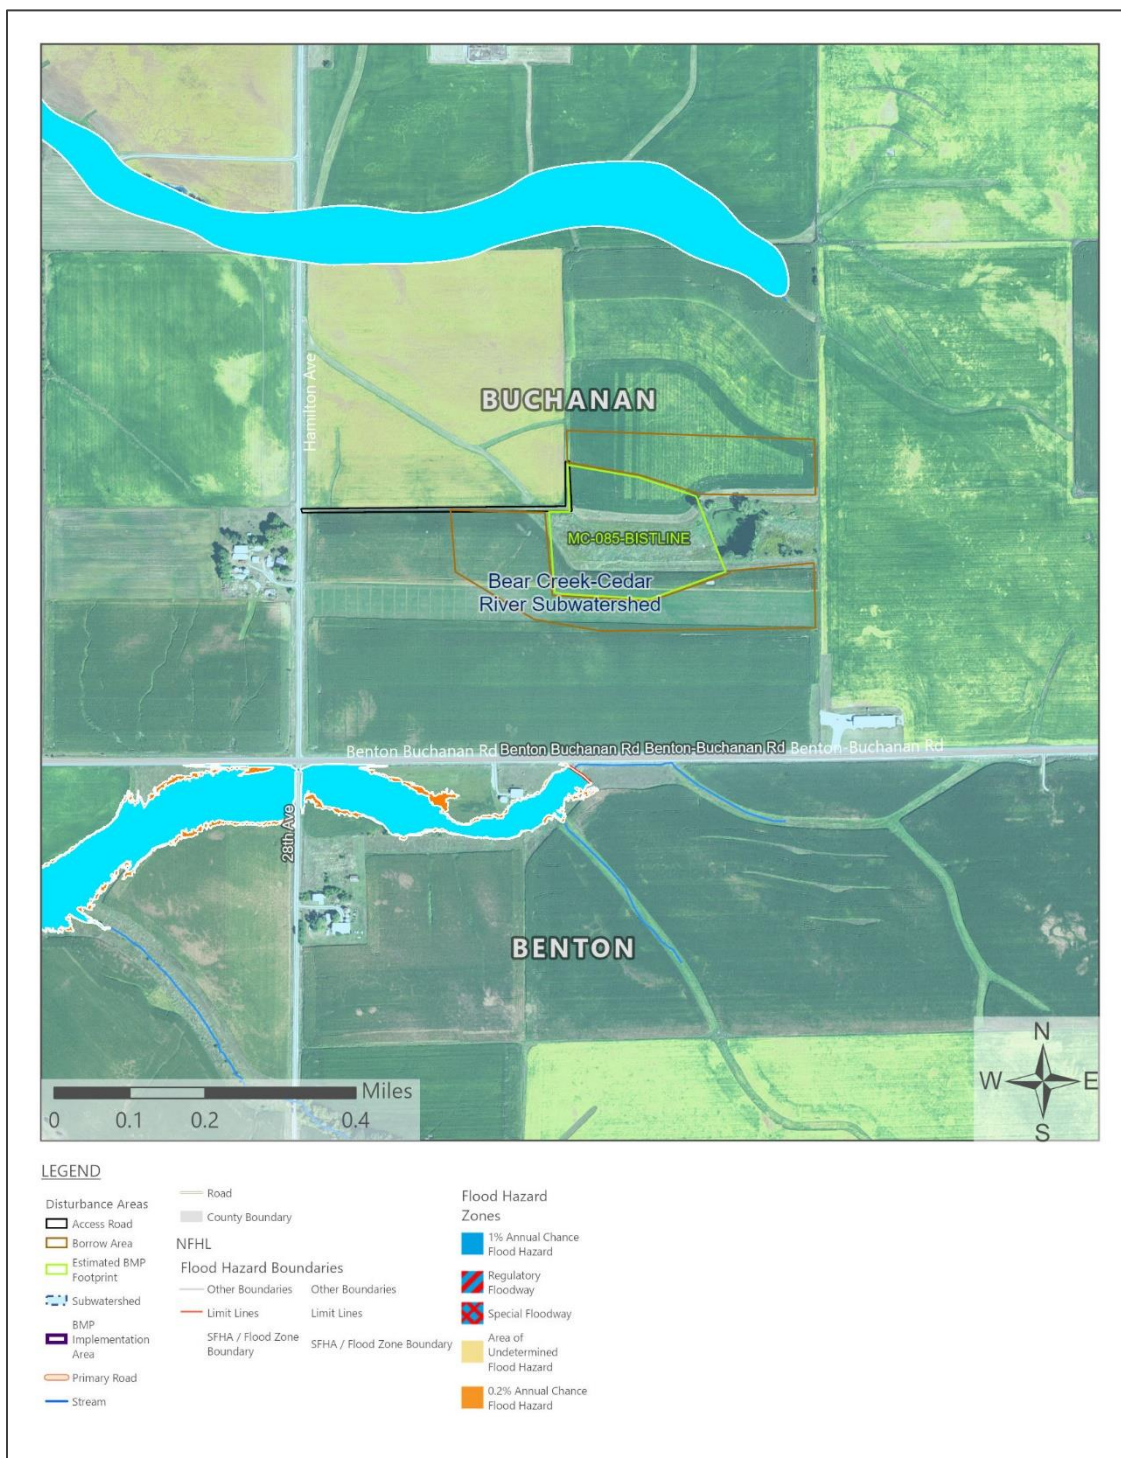 Hamilton Ave
BUCHANAN
MC-085-BISTLINE
Bear Creek-Cedar
River Subwatershed
Benton Buchanan Rd Benton Buchanan Rd Benton-Buchanan Rd Benton-Buchanan Rd
28th Ave
BENTON
N
W E
S
Miles
0 0.1 0.2 0.4
LEGEND
Disturbance Areas
Access Road
Borrow Area
Estimated BMP
Footprint
Subwatershed
BMP
Implementation
Area
Primary Road
Stream
Road
County Boundary
NFHL
Flood Hazard Boundaries
Other Boundaries Other Boundaries
Limit Lines Limit Lines
SFHA / Flood Zone
Boundary
SFHA / Flood Zone Boundary
Flood Hazard
Zones
1% Annual Chance
Flood Hazard
Regulatory
Floodway
Special Floodway
Area of
Undetermined
Flood Hazard
0.2% Annual Chance
Flood Hazard